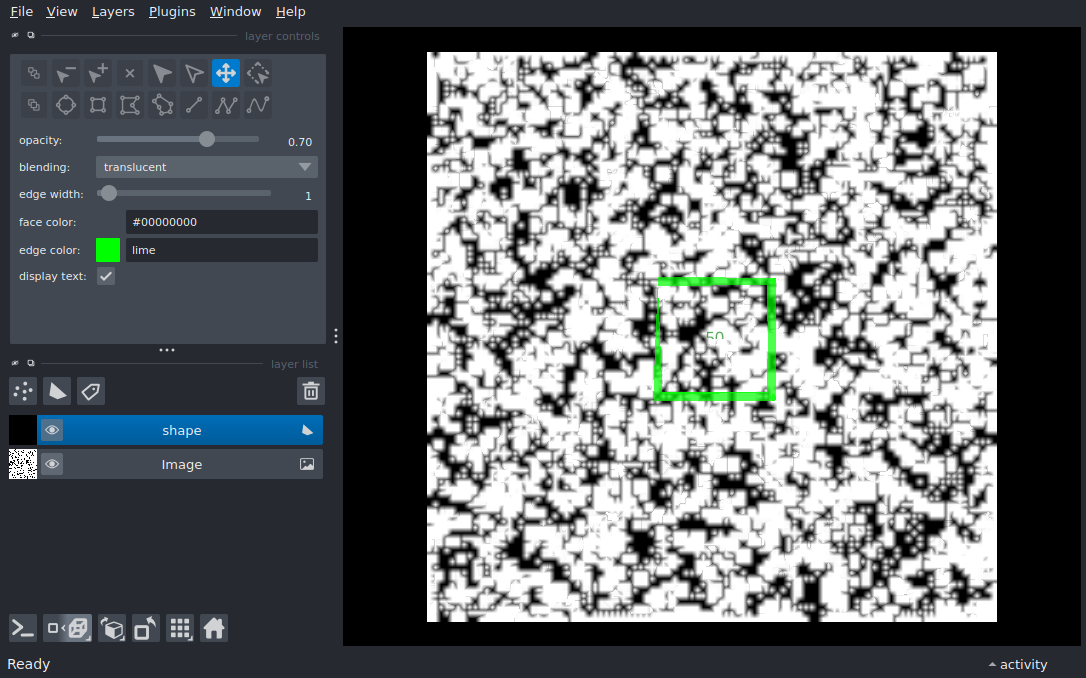 File View Layers Plugins Window Help
layer controls
opacity: 0.70
blending: translucent
edge width: 1
face color: #00000000
edge color: lime
display text:
layer list
shape
Image
50
Ready
activity